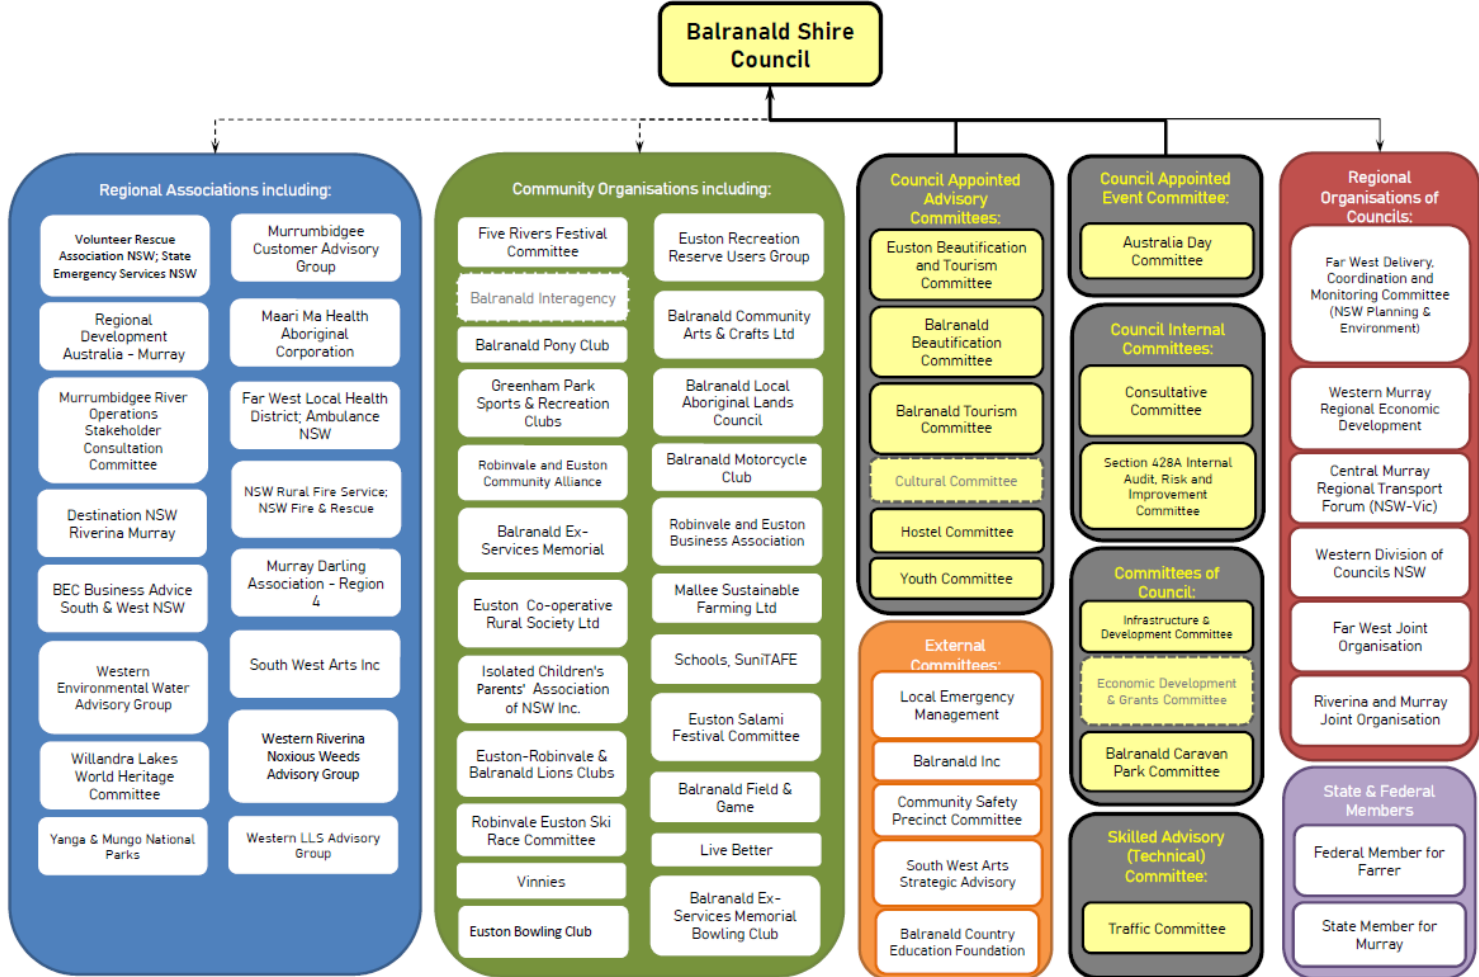 Balranald Shire
Council
Regional Associations including:
Volunteer Rescue
Association NSW; State
Emergency Services NSW
Regional
Development
Australia - Murray
Murrumbidgee River
Operations
Stakeholder
Consultation
Committee
Destination NSW
Riverina Murray
BEC Business Advice
South & West NSW
Western
Environmental Water
Advisory Group
Willandra Lakes
World Heritage
Committee
Yanga & Mungo National
Parks
Murrumbidgee
Customer Advisory
Group
Maari Ma Health
Aboriginal
Corporation
Far West Local Health
District; Ambulance
NSW
NSW Rural Fire Service;
NSW Fire & Rescue
Murray Darling
Association - Region
4
South West Arts Inc
Western Riverina
Noxious Weeds
Advisory Group
Western LLS Advisory
Group
Community Organisations including:
Five Rivers Festival
Committee
Balranald Interagency
Balranald Pony Club
Greenham Park
Sports & Recreation
Clubs
Robinvale and Euston
Community Alliance
Balranald Ex-
Services Memorial
Euston Co-operative
Rural Society Ltd
Isolated Children's
Parents' Association
of NSW Inc.
Euston-Robinvale &
Balranald Lions Clubs
Robinvale Euston Ski
Race Committee
Vinnies
Euston Bowling Club
Euston Recreation
Reserve Users Group
Balranald Community
Arts & Crafts Ltd
Balranald Local
Aboriginal Lands
Council
Balranald Motorcycle
Club
Robinvale and Euston
Business Association
Mallee Sustainable
Farming Ltd
Schools, SuniTAFE
Euston Salami
Festival Committee
Balranald Field &
Game
Live Better
Balranald Ex-
Services Memorial
Bowling Club
Council Appointed
Advisory
Committees:
Euston Beautification
and Tourism
Committee
Balranald
Beautification
Committee
Balranald Tourism
Committee
Cultural Committee
Hostel Committee
Youth Committee
External
Committees:
Local Emergency
Management
Balranald Inc
Community Safety
Precinct Committee
South West Arts
Strategic Advisory
Balranald Country
Education Foundation
Council Appointed
Event Committee:
Australia Day
Committee
Council Internal
Committees:
Consultative
Committee
Section 428A Internal
Audit, Risk and
Improvement
Committee
Committees of
Council:
Infrastructure &
Development Committee
Economic Development
& Grants Committee
Balranald Caravan
Park Committee
Skilled Advisory
(Technical)
Committee:
Traffic Committee
Regional
Organisations of
Councils:
Far West Delivery,
Coordination and
Monitoring Committee
(NSW Planning &
Environment)
Western Murray
Regional Economic
Development
Central Murray
Regional Transport
Forum (NSW-Vic)
Western Division of
Councils NSW
Far West Joint
Organisation
Riverina and Murray
Joint Organisation
State & Federal
Members
Federal Member for
Farrer
State Member for
Murray